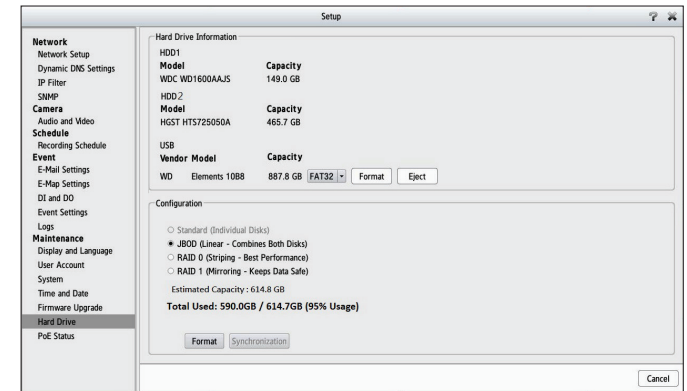 Setup
Network
Network Setup
Dynamic DNS Settings
IP Filter
SNMP
Camera
Audio and Video
Schedule
Recording Schedule
Event
E-Mail Settings
E-Map Settings
DI and DO
Event Settings
Logs
Maintenance
Display and Language
User Account
System
Time and Date
Firmware Upgrade
Hard Drive
PoE Status
Hard Drive Information
HDD1
Model Capacity
WDC WD1600AAJS 149.0 GB
HDD2
Model Capacity
HGST HTS725050A 465.7 GB
USB
Vendor Model Capacity
WD Elements 10B8 887.8 GB FAT32 Format Eject
Configuration
Standard (Individual Disks)
JBOD (Linear - Combines Both Disks)
RAID 0 (Striping - Best Performance)
RAID 1 (Mirroring - Keeps Data Safe)
Estimated Capacity : 614.8 GB
Total Used: 590.0GB / 614.7GB (95% Usage)
Format Synchronization
Cancel